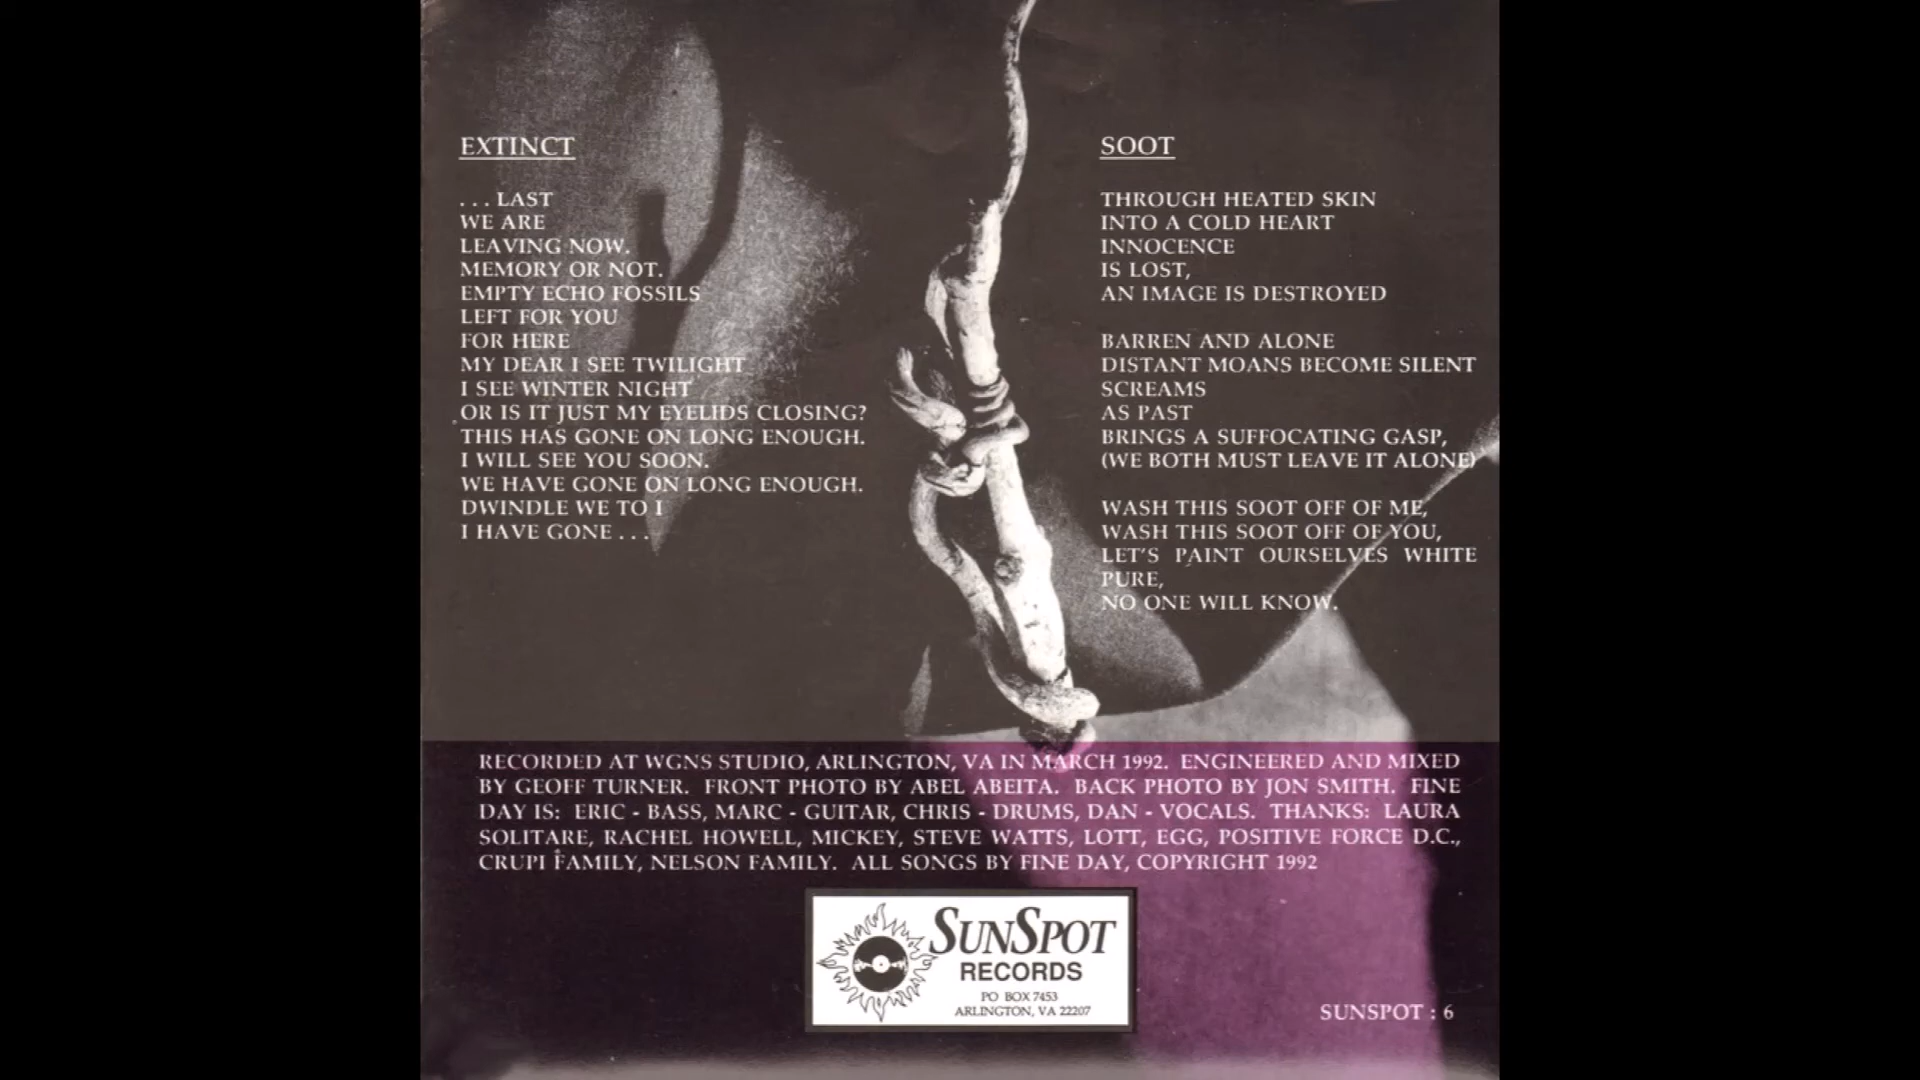 EXTINCT
. . . LAST
WE ARE
LEAVING NOW.
MEMORY OR NOT.
EMPTY ECHO FOSSILS
LEFT FOR YOU
FOR HERE
MY DEAR I SEE TWILIGHT
I SEE WINTER NIGHT
OR IS IT JUST MY EYELIDS CLOSING?
THIS HAS GONE ON LONG ENOUGH.
I WILL SEE YOU SOON.
WE HAVE GONE ON LONG ENOUGH.
DWINDLE WE TO I
I HAVE GONE . . .
SOOT
THROUGH HEATED SKIN
INTO A COLD HEART
INNOCENCE
IS LOST,
AN IMAGE IS DESTROYED
BARREN AND ALONE
DISTANT MOANS BECOME SILENT
SCREAMS
AS PAST
BRINGS A SUFFOCATING GASP,
(WE BOTH MUST LEAVE IT ALONE)
WASH THIS SOOT OFF OF ME,
WASH THIS SOOT OFF OF YOU,
LET'S PAINT OURSELVES WHITE
PURE,
NO ONE WILL KNOW.
RECORDED AT WGNS STUDIO, ARLINGTON, VA IN MARCH 1992. ENGINEERED AND MIXED
BY GEOFF TURNER. FRONT PHOTO BY ABEL ABEITA. BACK PHOTO BY JON SMITH. FINE
DAY IS: ERIC - BASS, MARC - GUITAR, CHRIS - DRUMS, DAN - VOCALS. THANKS: LAURA
SOLITARE, RACHEL HOWELL, MICKEY, STEVE WATTS, LOTT, EGG, POSITIVE FORCE D.C.,
CRUPI FAMILY, NELSON FAMILY. ALL SONGS BY FINE DAY, COPYRIGHT 1992
SUNSPOT
RECORDS
PO BOX 7453
ARLINGTON, VA 22207
SUNSPOT : 6